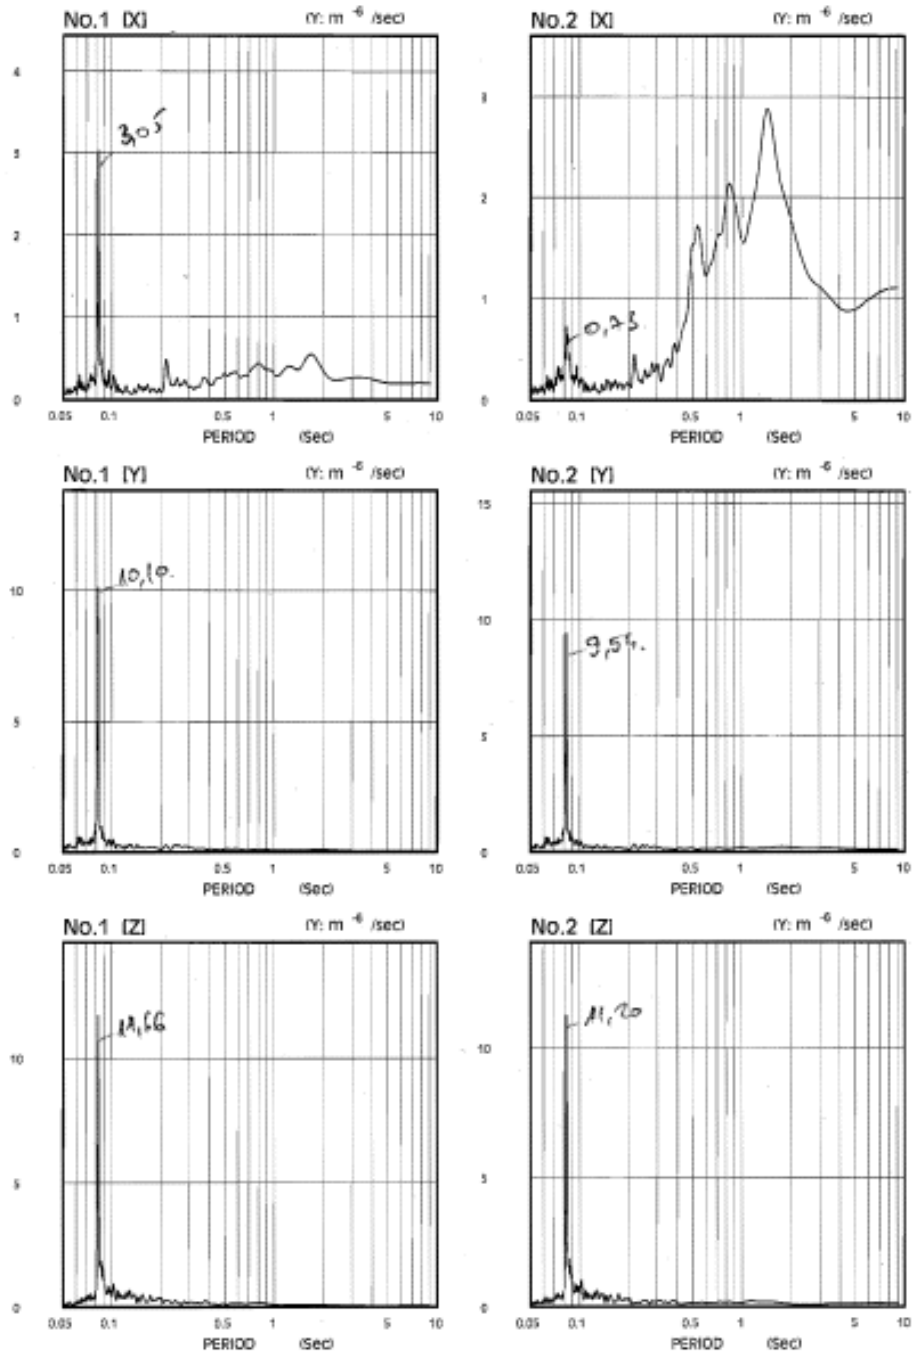 No.1 [X] (Y: m -6 /sec)
4
3
2
1
0
3,05
0.05 0.1 0.5 1 5 10
PERIOD (Sec)
No.2 [X] (Y: m -6 /sec)
3
2
1
0
0,73
0.05 0.1 0.5 1 5 10
PERIOD (Sec)
No.1 [Y] (Y: m -6 /sec)
10
5
0
10,10.
0.05 0.1 0.5 1 5 10
PERIOD (Sec)
No.2 [Y] (Y: m -6 /sec)
15
10
5
0
9,54.
0.05 0.1 0.5 1 5 10
PERIOD (Sec)
No.1 [Z] (Y: m -6 /sec)
10
5
0
11,66
0.05 0.1 0.5 1 5 10
PERIOD (Sec)
No.2 [Z] (Y: m -6 /sec)
10
5
0
11,20
0.05 0.1 0.5 1 5 10
PERIOD (Sec)